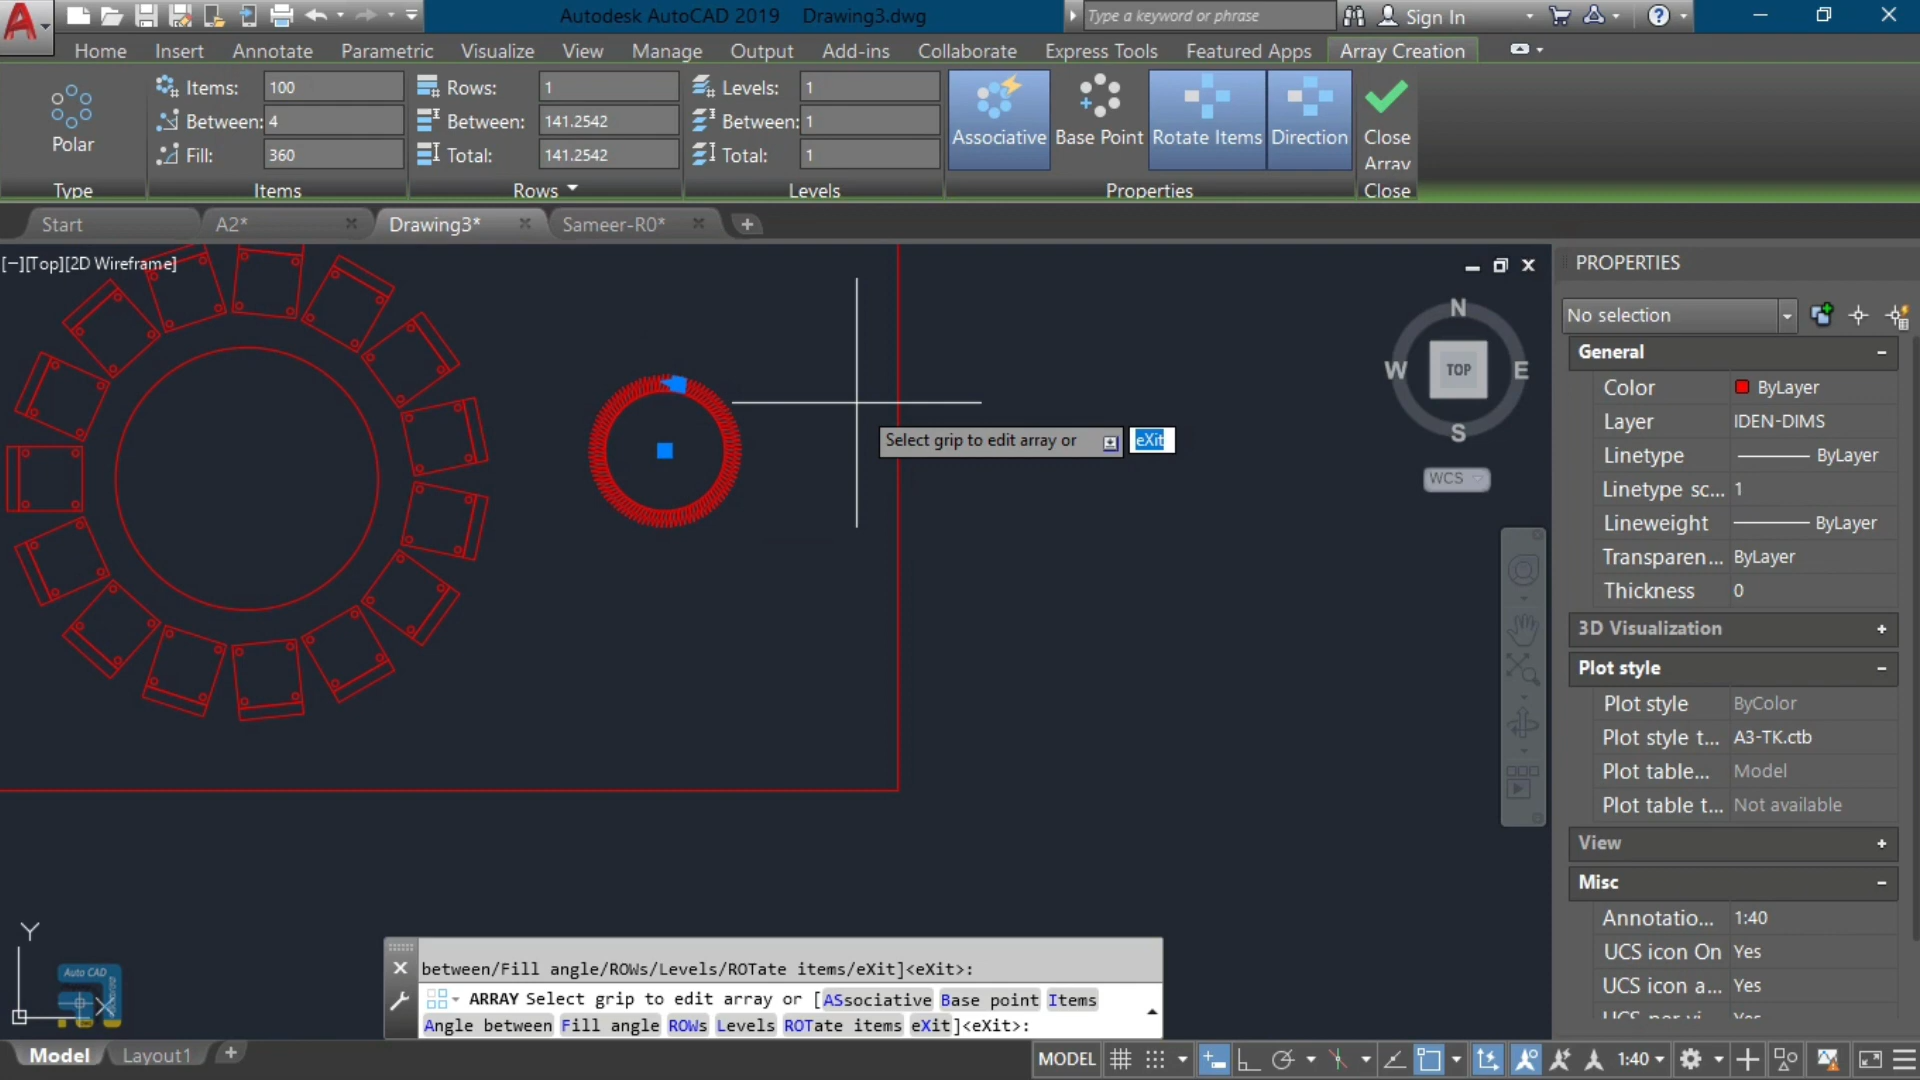 Autodesk AutoCAD 2019 Drawing3.dwg
Type a keyword or phrase
Sign In
Home Insert Annotate Parametric Visualize View Manage Output Add-ins Collaborate Express Tools Featured Apps Array Creation
Items: 100 Rows: 1 Levels: 1
Between: 4 Between: 141.2542 Between: 1
Fill: 360 Total: 141.2542 Total: 1
Polar
Associative Base Point Rotate Items Direction Close Array
Type Items Rows Levels Properties Close
Start A2* Drawing3* Sameer-R0*
[−][Top][2D Wireframe]
N
W TOP E
S
WCS
Select grip to edit array or eXit
PROPERTIES
No selection
General
Color ByLayer
Layer IDEN-DIMS
Linetype ByLayer
Linetype sc... 1
Lineweight ByLayer
Transparen... ByLayer
Thickness 0
3D Visualization
Plot style
Plot style ByColor
Plot style t... A3-TK.ctb
Plot table... Model
Plot table t... Not available
View
Misc
Annotatio... 1:40
UCS icon On Yes
UCS icon a... Yes
Y
X
Auto CAD
between/Fill angle/ROWs/Levels/ROTate items/eXit]<eXit>:
ARRAY Select grip to edit array or [ASsociative Base point Items
Angle between Fill angle ROWs Levels ROTate items eXit]<eXit>:
Model Layout1
MODEL 1:40